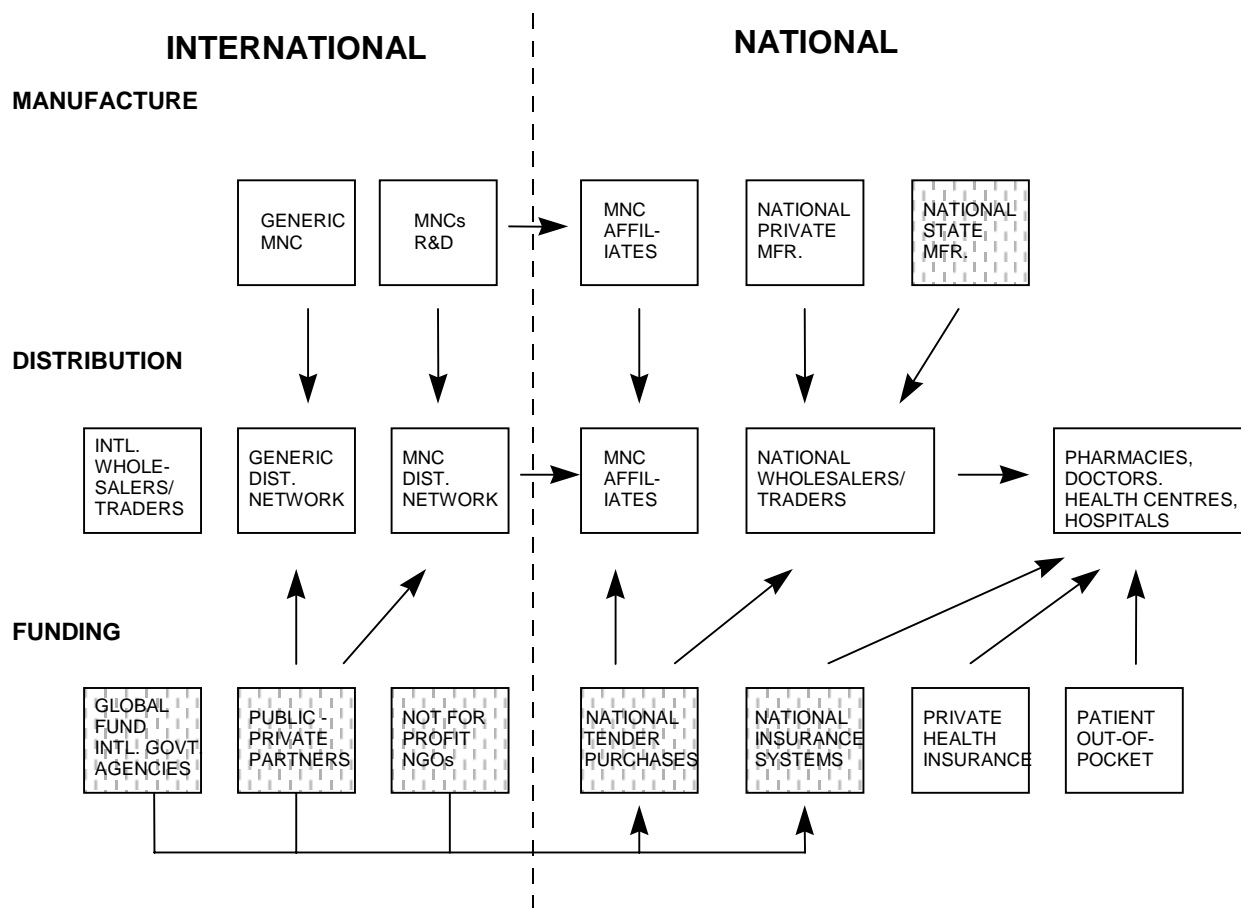 INTERNATIONAL
NATIONAL
MANUFACTURE
GENERIC
MNC
MNCs
R&D
MNC
AFFIL-
IATES
NATIONAL
PRIVATE
MFR.
NATIONAL
STATE
MFR.
DISTRIBUTION
INTL.
WHOLE-
SALERS/
TRADERS
GENERIC
DIST.
NETWORK
MNC
DIST.
NETWORK
MNC
AFFIL-
IATES
NATIONAL
WHOLESALERS/
TRADERS
PHARMACIES,
DOCTORS.
HEALTH CENTRES,
HOSPITALS
FUNDING
GLOBAL
FUND
INTL. GOVT
AGENCIES
PUBLIC -
PRIVATE
PARTNERS
NOT FOR
PROFIT
NGOs
NATIONAL
TENDER
PURCHASES
NATIONAL
INSURANCE
SYSTEMS
PRIVATE
HEALTH
INSURANCE
PATIENT
OUT-OF-
POCKET